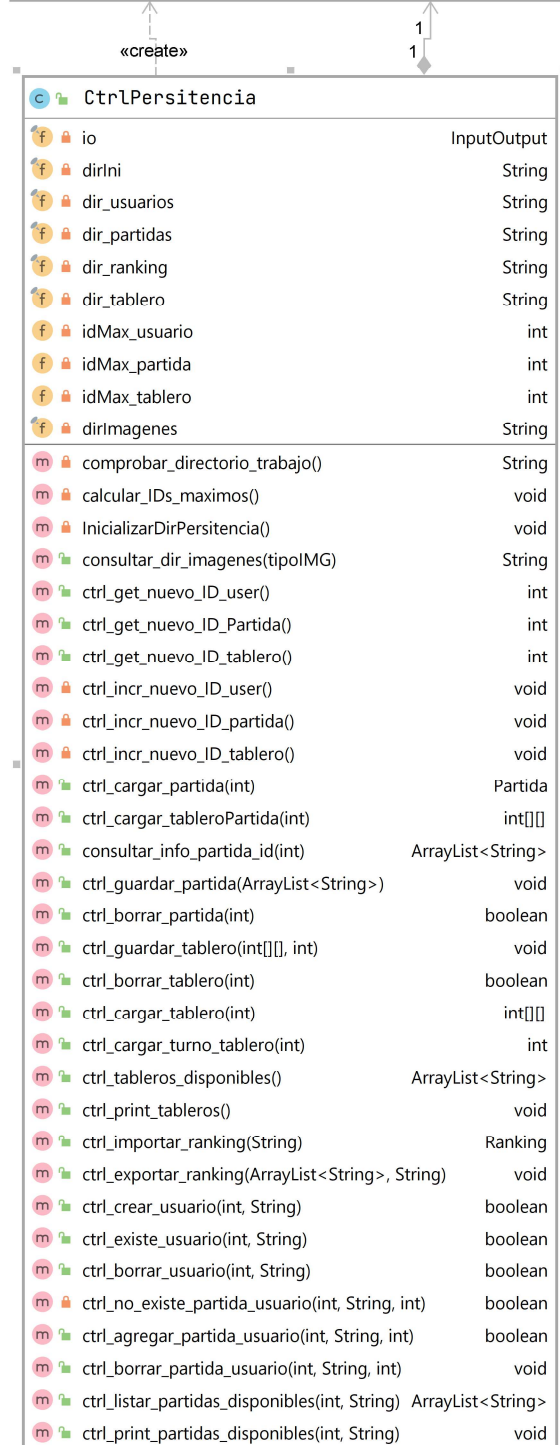 «create»
1
1
C CtrlPersitencia
f io InputOutput
f dirIni String
f dir_usuarios String
f dir_partidas String
f dir_ranking String
f dir_tablero String
f idMax_usuario int
f idMax_partida int
f idMax_tablero int
f dirImagenes String
m comprobar_directorio_trabajo() String
m calcular_IDs_maximos() void
m InicializarDirPersitencia() void
m consultar_dir_imagenes(tipoIMG) String
m ctrl_get_nuevo_ID_user() int
m ctrl_get_nuevo_ID_Partida() int
m ctrl_get_nuevo_ID_tablero() int
m ctrl_incr_nuevo_ID_user() void
m ctrl_incr_nuevo_ID_partida() void
m ctrl_incr_nuevo_ID_tablero() void
m ctrl_cargar_partida(int) Partida
m ctrl_cargar_tableroPartida(int) int[][]
m consultar_info_partida_id(int) ArrayList<String>
m ctrl_guardar_partida(ArrayList<String>) void
m ctrl_borrar_partida(int) boolean
m ctrl_guardar_tablero(int[][], int) void
m ctrl_borrar_tablero(int) boolean
m ctrl_cargar_tablero(int) int[][]
m ctrl_cargar_turno_tablero(int) int
m ctrl_tableros_disponibles() ArrayList<String>
m ctrl_print_tableros() void
m ctrl_importar_ranking(String) Ranking
m ctrl_exportar_ranking(ArrayList<String>, String) void
m ctrl_crear_usuario(int, String) boolean
m ctrl_existe_usuario(int, String) boolean
m ctrl_borrar_usuario(int, String) boolean
m ctrl_no_existe_partida_usuario(int, String, int) boolean
m ctrl_agregar_partida_usuario(int, String, int) boolean
m ctrl_borrar_partida_usuario(int, String, int) void
m ctrl_listar_partidas_disponibles(int, String) ArrayList<String>
m ctrl_print_partidas_disponibles(int, String) void